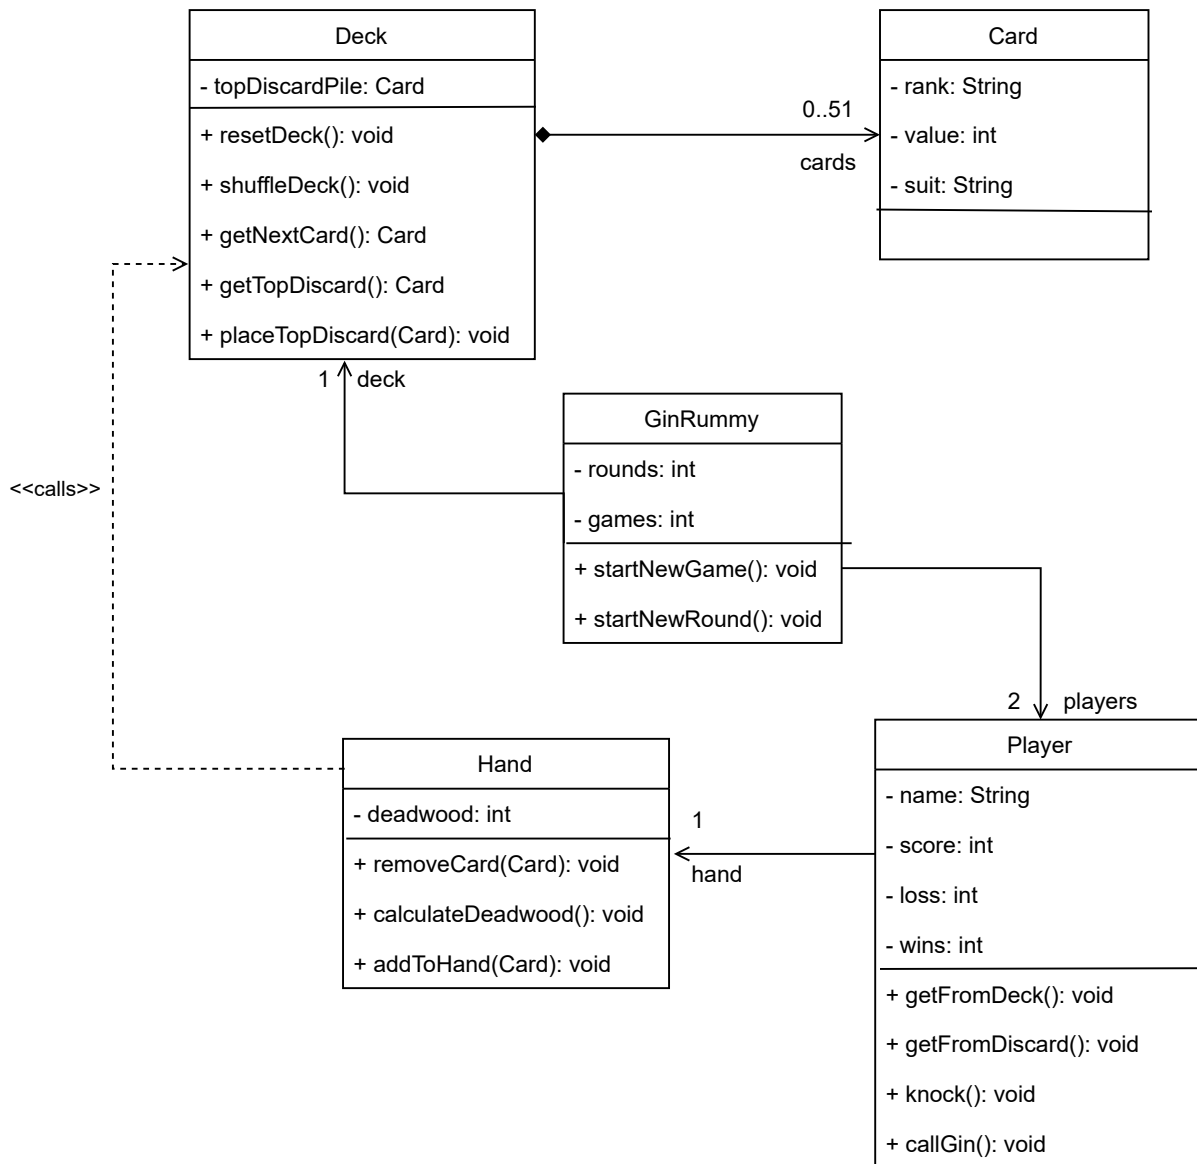 Deck
- topDiscardPile: Card
+ resetDeck(): void
+ shuffleDeck(): void
+ getNextCard(): Card
+ getTopDiscard(): Card
+ placeTopDiscard(Card): void
0..51
cards
Card
- rank: String
- value: int
- suit: String
1
deck
<<calls>>
GinRummy
- rounds: int
- games: int
+ startNewGame(): void
+ startNewRound(): void
2
players
Hand
- deadwood: int
+ removeCard(Card): void
+ calculateDeadwood(): void
+ addToHand(Card): void
1
hand
Player
- name: String
- score: int
- loss: int
- wins: int
+ getFromDeck(): void
+ getFromDiscard(): void
+ knock(): void
+ callGin(): void